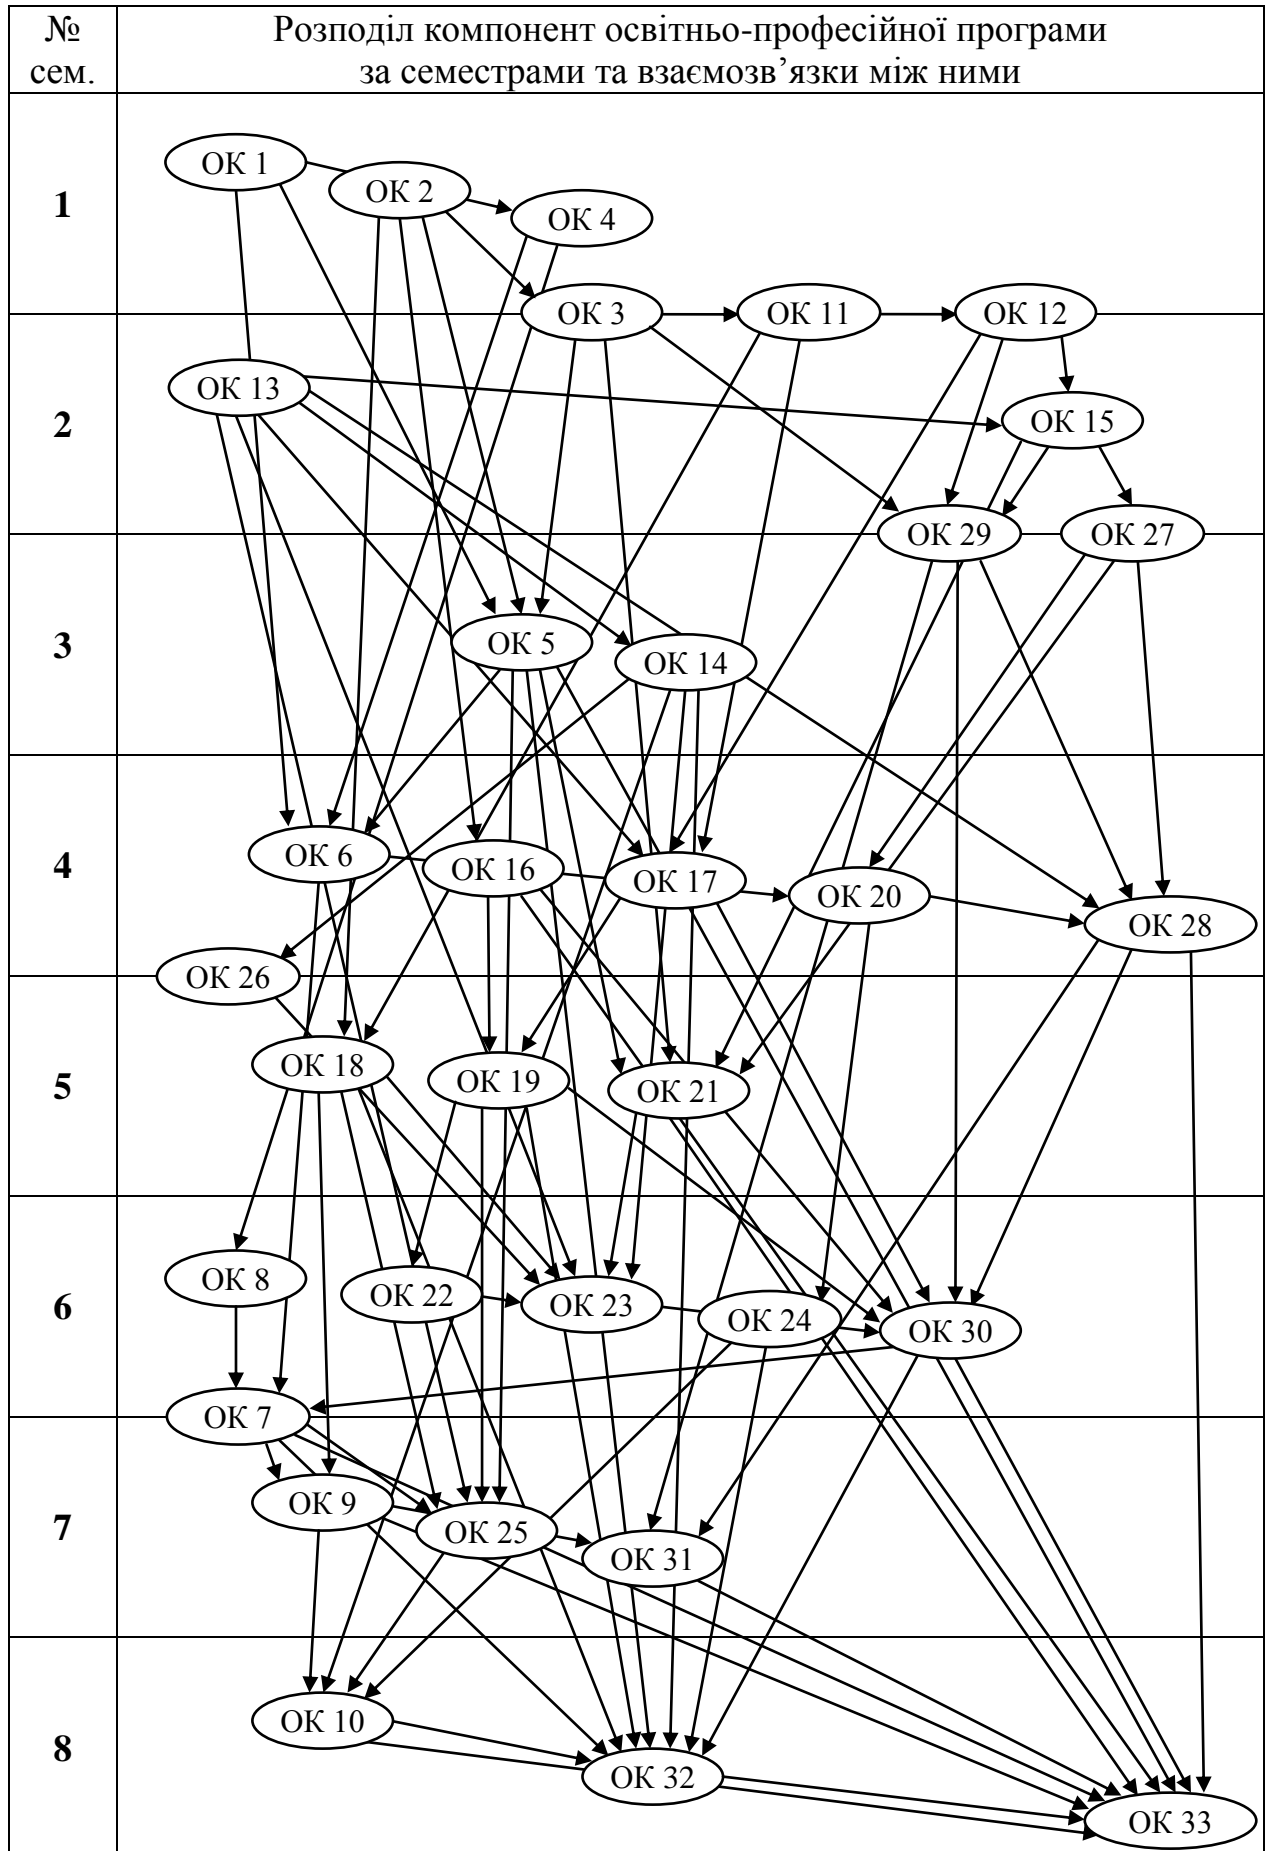 № сем.
Розподіл компонент освітньо-професійної програми
за семестрами та взаємозв’язки між ними
1
ОК 1
ОК 2
ОК 4
ОК 3
ОК 11
ОК 12
2
ОК 13
ОК 15
ОК 29
ОК 27
3
ОК 5
ОК 14
4
ОК 6
ОК 16
ОК 17
ОК 20
ОК 28
ОК 26
5
ОК 18
ОК 19
ОК 21
6
ОК 8
ОК 22
ОК 23
ОК 24
ОК 30
ОК 7
7
ОК 9
ОК 25
ОК 31
8
ОК 10
ОК 32
ОК 33